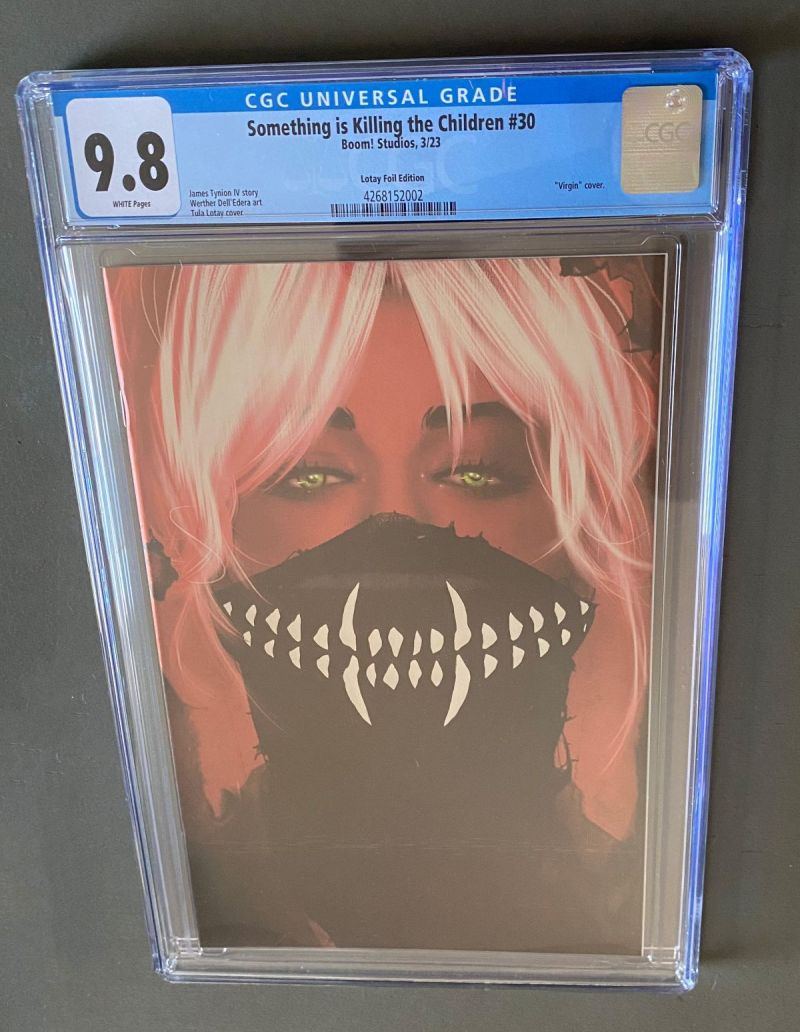 CGC UNIVERSAL GRADE
9.8
WHITE Pages
Something is Killing the Children #30
Boom! Studios, 3/23
Lotay Foil Edition
4268152002
James Tynion IV story
Werther Dell'Edera art
Tula Lotay cover
"Virgin" cover.
CGC